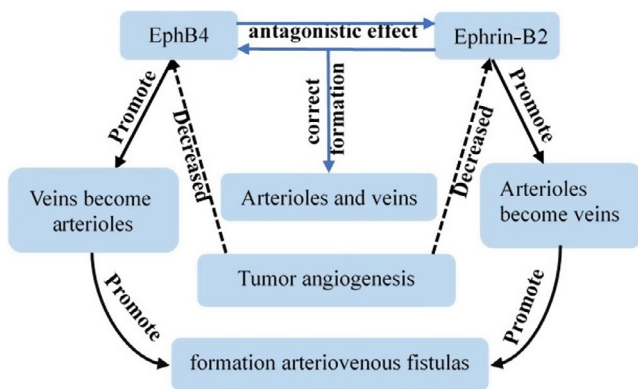 EphB4
antagonistic effect
Ephrin-B2
Promote
Decreased
correct
formation
Decreased
Promote
Veins become
arterioles
Arterioles and veins
Arterioles
become veins
Tumor angiogenesis
Promote
Promote
formation arteriovenous fistulas